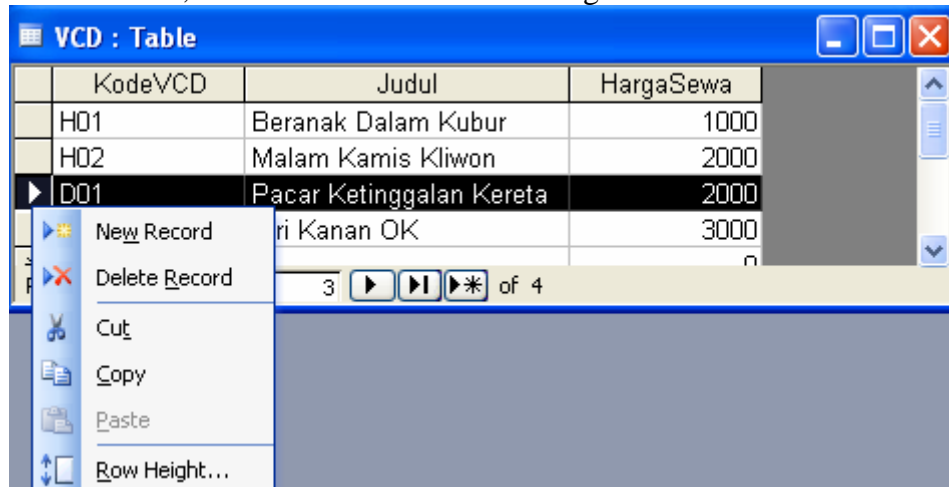 VCD : Table
KodeVCD Judul HargaSewa
H01 Beranak Dalam Kubur 1000
H02 Malam Kamis Kliwon 2000
D01 Pacar Ketinggalan Kereta 2000
ri Kanan OK 3000
0
3 of 4
New Record
Delete Record
Cut
Copy
Paste
Row Height...